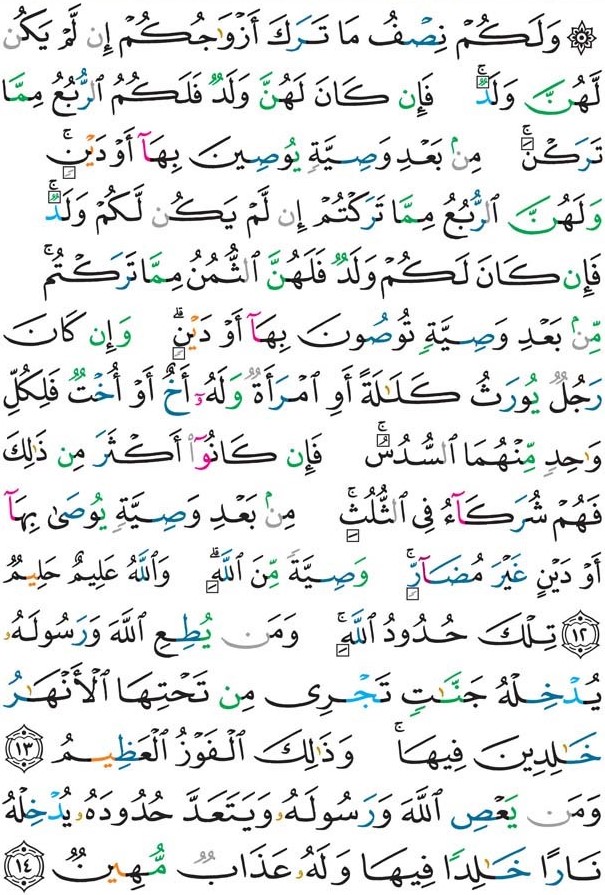 ۞ وَلَكُمْ نِصْفُ مَا تَرَكَ أَزْوَٰجُكُمْ إِن لَّمْ يَكُن
لَّهُنَّ وَلَدٌ ۚ فَإِن كَانَ لَهُنَّ وَلَدٌ فَلَكُمُ ٱلرُّبُعُ مِمَّا
تَرَكْنَ ۚ مِنۢ بَعْدِ وَصِيَّةٍ يُوصِينَ بِهَآ أَوْ دَيْنٍ ۚ
وَلَهُنَّ ٱلرُّبُعُ مِمَّا تَرَكْتُمْ إِن لَّمْ يَكُن لَّكُمْ وَلَدٌ ۚ
فَإِن كَانَ لَكُمْ وَلَدٌ فَلَهُنَّ ٱلثُّمُنُ مِمَّا تَرَكْتُم ۚ
مِّنۢ بَعْدِ وَصِيَّةٍ تُوصُونَ بِهَآ أَوْ دَيْنٍ ۗ وَإِن كَانَ
رَجُلٌ يُورَثُ كَلَـٰلَةً أَوِ ٱمْرَأَةٌ وَلَهُۥٓ أَخٌ أَوْ أُخْتٌ فَلِكُلِّ
وَٰحِدٍ مِّنْهُمَا ٱلسُّدُسُ ۚ فَإِن كَانُوٓا۟ أَكْثَرَ مِن ذَٰلِكَ
فَهُمْ شُرَكَآءُ فِى ٱلثُّلُثِ ۚ مِنۢ بَعْدِ وَصِيَّةٍ يُوصَىٰ بِهَآ
أَوْ دَيْنٍ غَيْرَ مُضَآرٍّ ۚ وَصِيَّةً مِّنَ ٱللَّهِ ۗ وَٱللَّهُ عَلِيمٌ حَلِيمٌ
١٢ تِلْكَ حُدُودُ ٱللَّهِ ۚ وَمَن يُطِعِ ٱللَّهَ وَرَسُولَهُۥ
يُدْخِلْهُ جَنَّـٰتٍ تَجْرِى مِن تَحْتِهَا ٱلْأَنْهَـٰرُ
خَـٰلِدِينَ فِيهَا ۚ وَذَٰلِكَ ٱلْفَوْزُ ٱلْعَظِيمُ ١٣
وَمَن يَعْصِ ٱللَّهَ وَرَسُولَهُۥ وَيَتَعَدَّ حُدُودَهُۥ يُدْخِلْهُ
نَارًا خَـٰلِدًا فِيهَا وَلَهُۥ عَذَابٌ مُّهِينٌ ١٤